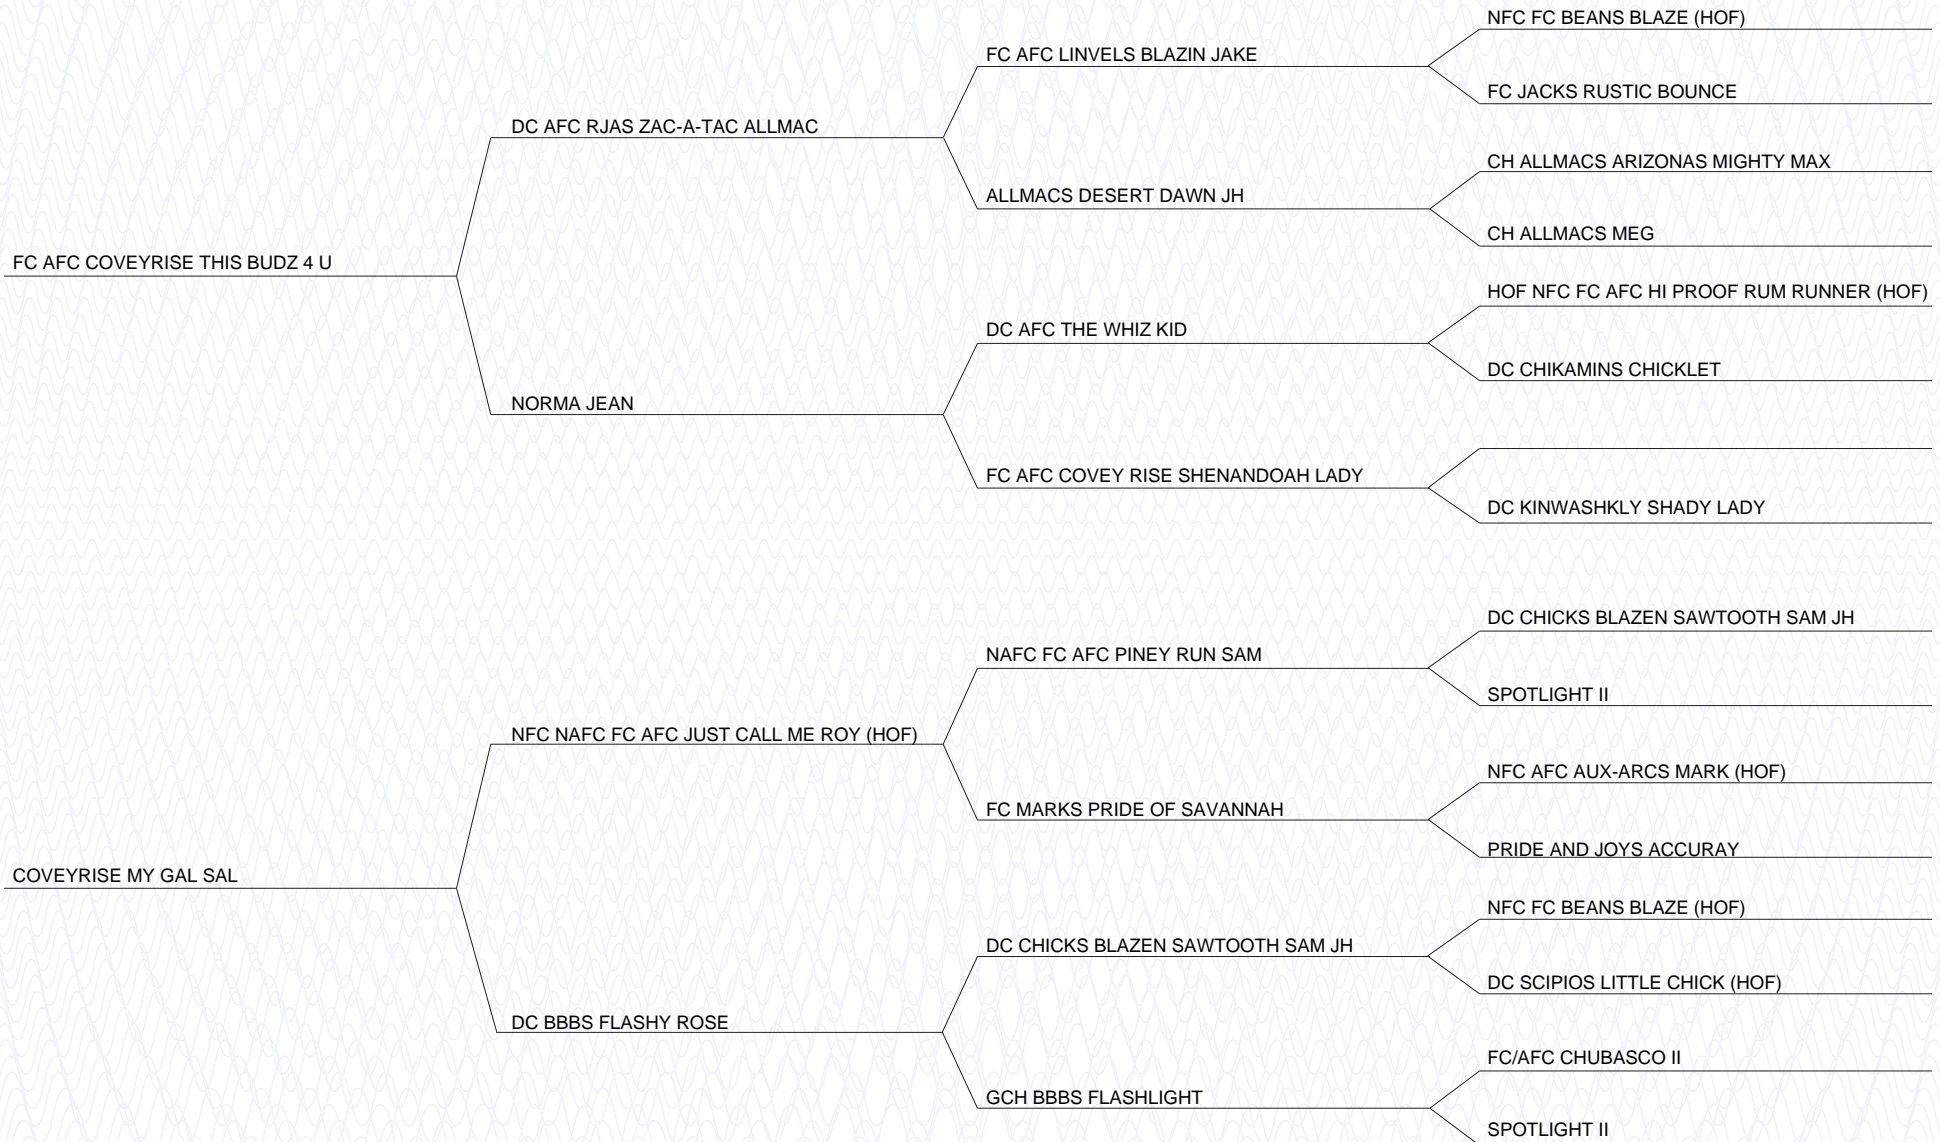 NFC FC BEANS BLAZE (HOF)
FC AFC LINVELS BLAZIN JAKE
FC JACKS RUSTIC BOUNCE
DC AFC RJAS ZAC-A-TAC ALLMAC
CH ALLMACS ARIZONAS MIGHTY MAX
ALLMACS DESERT DAWN JH
CH ALLMACS MEG
FC AFC COVEYRISE THIS BUDZ 4 U
HOF NFC FC AFC HI PROOF RUM RUNNER (HOF)
DC AFC THE WHIZ KID
DC CHIKAMINS CHICKLET
NORMA JEAN
FC AFC COVEY RISE SHENANDOAH LADY
DC KINWASHKLY SHADY LADY
DC CHICKS BLAZEN SAWTOOTH SAM JH
NAFC FC AFC PINEY RUN SAM
SPOTLIGHT II
NFC NAFC FC AFC JUST CALL ME ROY (HOF)
NFC AFC AUX-ARCS MARK (HOF)
FC MARKS PRIDE OF SAVANNAH
PRIDE AND JOYS ACCURAY
COVEYRISE MY GAL SAL
NFC FC BEANS BLAZE (HOF)
DC CHICKS BLAZEN SAWTOOTH SAM JH
DC SCIPIOS LITTLE CHICK (HOF)
DC BBBS FLASHY ROSE
FC/AFC CHUBASCO II
GCH BBBS FLASHLIGHT
SPOTLIGHT II